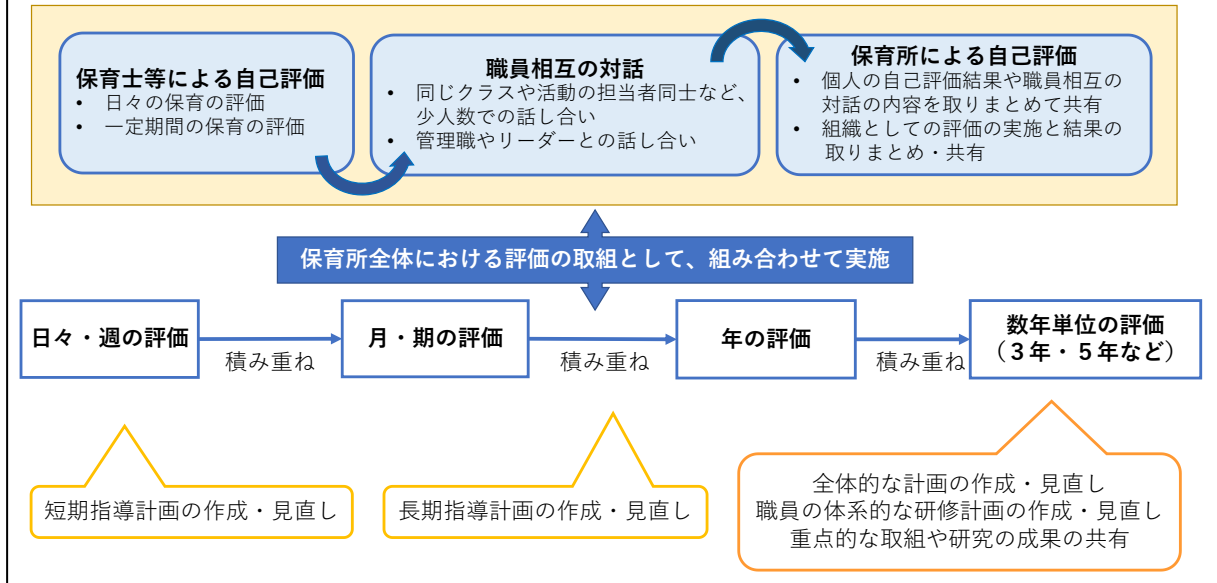 保育士等による自己評価
• 日々の保育の評価
• 一定期間の保育の評価
職員相互の対話
• 同じクラスや活動の担当者同士など、
少人数での話し合い
• 管理職やリーダーとの話し合い
保育所による自己評価
• 個人の自己評価結果や職員相互の
対話の内容を取りまとめて共有
• 組織としての評価の実施と結果の
取りまとめ・共有
保育所全体における評価の取組として、組み合わせて実施
日々・週の評価
積み重ね
月・期の評価
積み重ね
年の評価
積み重ね
数年単位の評価
（３年・５年など）
短期指導計画の作成・見直し
長期指導計画の作成・見直し
全体的な計画の作成・見直し
職員の体系的な研修計画の作成・見直し
重点的な取組や研究の成果の共有